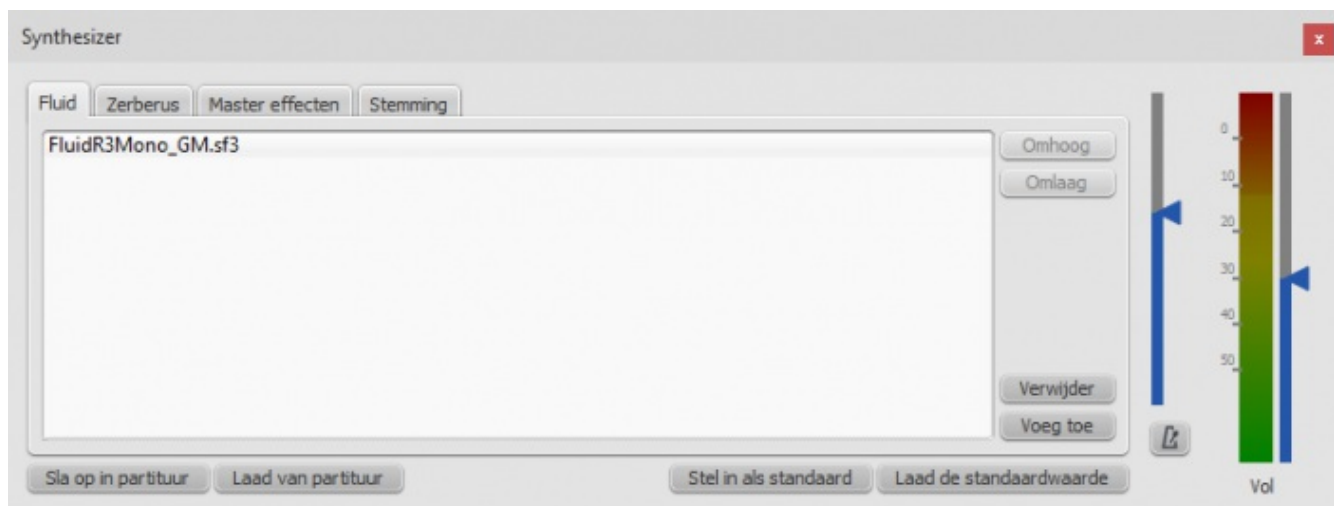 Synthesizer
x
Fluid Zerberus Master effecten Stemming
FluidR3Mono_GM.sf3
Omhoog
Omlaag
Verwijder
Voeg toe
Sla op in partituur Laad van partituur Stel in als standaard Laad de standaardwaarde
0
10
20
30
40
50
Vol